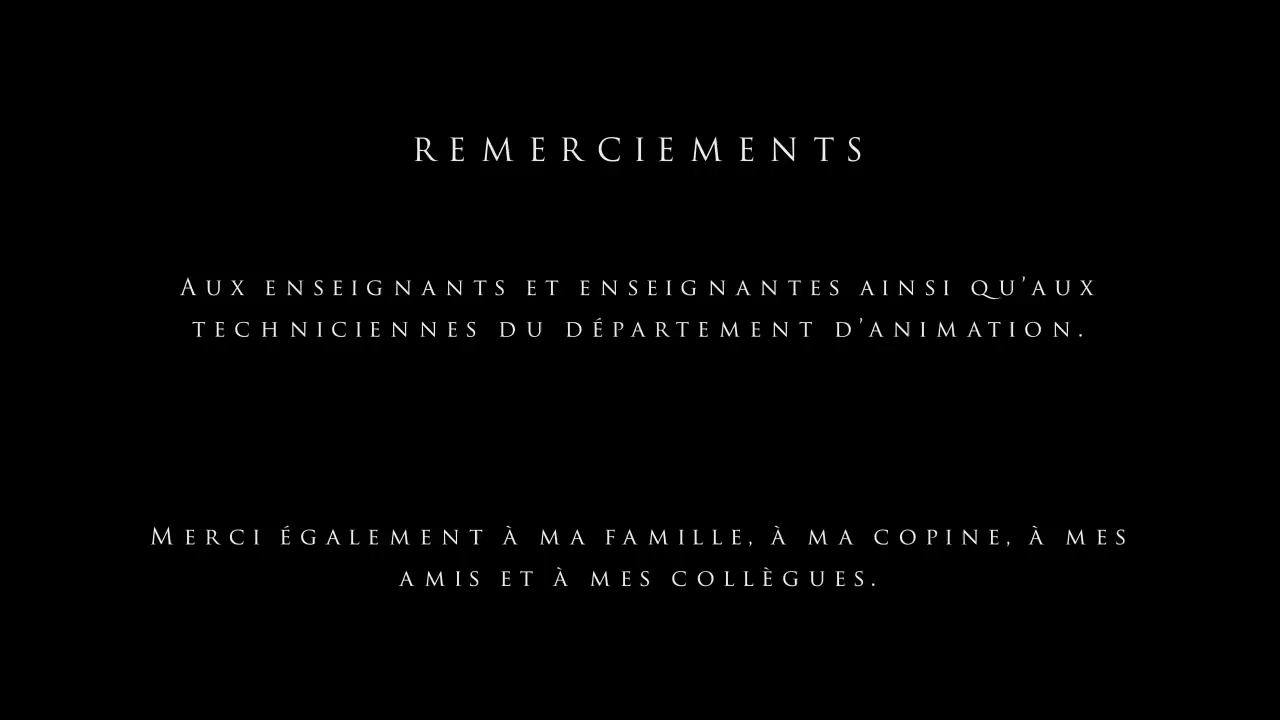 REMERCIEMENTS
Aux enseignants et enseignantes ainsi qu'aux
techniciennes du département d'animation.
Merci également à ma famille, à ma copine, à mes
amis et à mes collègues.